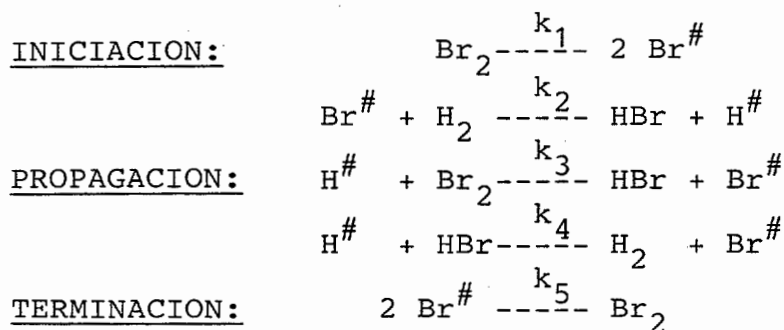 INICIACION: Br2 --k1-- 2 Br#
Br# + H2 --k2-- HBr + H#
PROPAGACION: H# + Br2 --k3-- HBr + Br#
H# + HBr --k4-- H2 + Br#
TERMINACION: 2 Br# --k5-- Br2